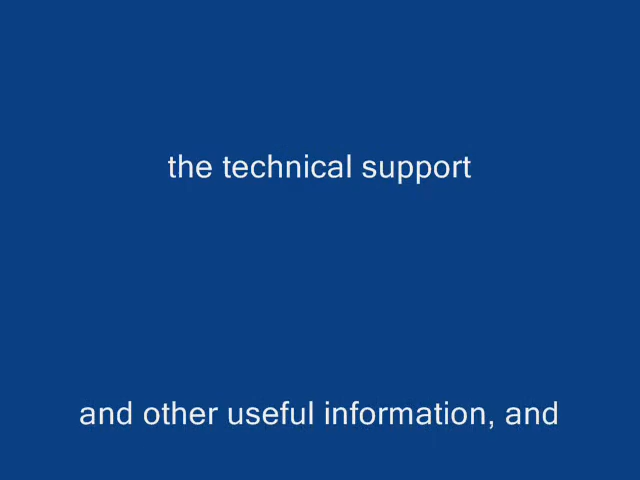 the technical support
and other useful information, and